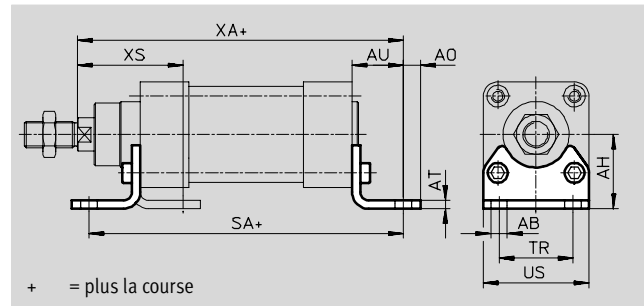 XA+
XS
AU
AO
AT
SA+
AH
AB
TR
US
+ = plus la course